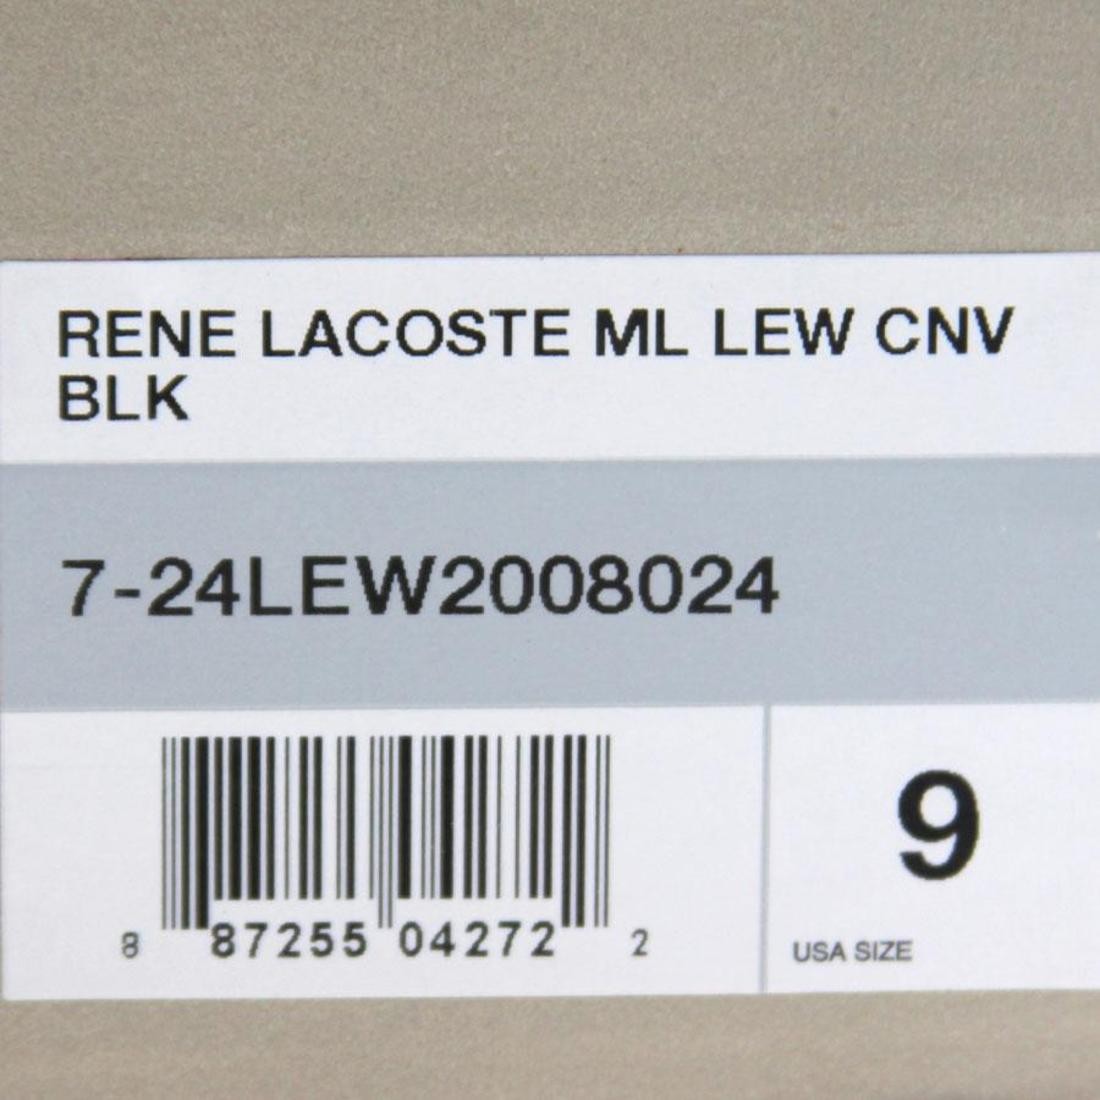 RENE LACOSTE ML LEW CNV
BLK
7-24LEW2008024
9
8 87255 04272 2
USA SIZE